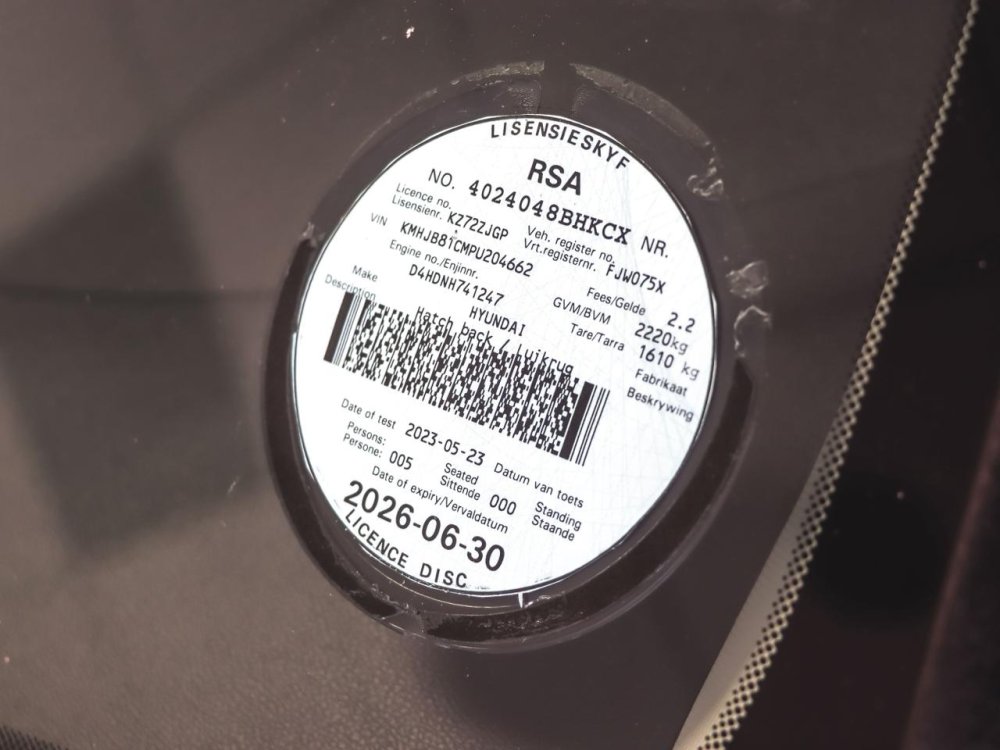 LISENSIESKYF
RSA
NO. 4024048BHKCX NR.
Licence no. Lisensienr. KZ72ZJGP Veh. register no. Vrt.registernr. FJW075X
VIN KMHJB81CMPU204662 Fees/Gelde 2.2
Engine no./Enjinnr. D4HDNH741247 GVM/BVM 2220kg
Make HYUNDAI Tare/Tarra 1610 kg Fabrikaat
Description Hatch back / Luikrug Beskrywing
Date of test 2023-05-23 Datum van toets
Persons: Persone: 005 Seated Sittende 000 Standing Staande
Date of expiry/Vervaldatum
2026-06-30
LICENCE DISC